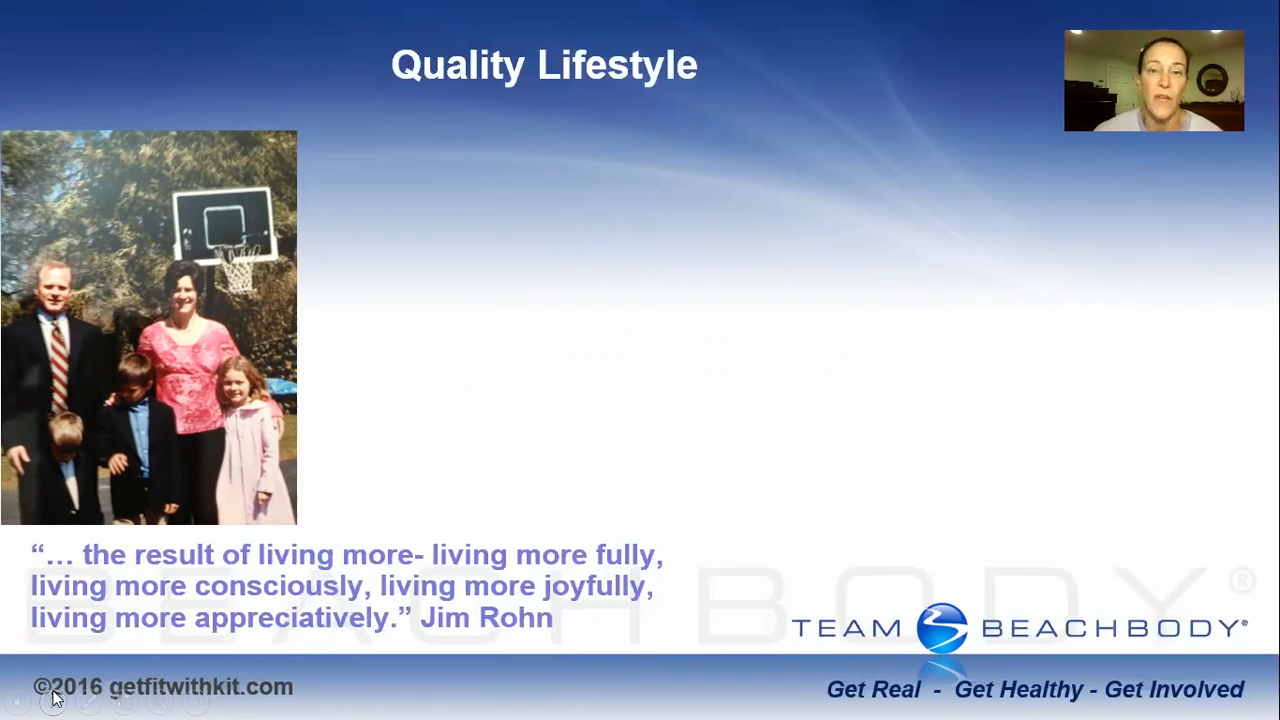 Quality Lifestyle
“… the result of living more- living more fully,
living more consciously, living more joyfully,
living more appreciatively.” Jim Rohn
BEACHBODY®
TEAM BEACHBODY®
©2016 getfitwithkit.com
Get Real - Get Healthy - Get Involved